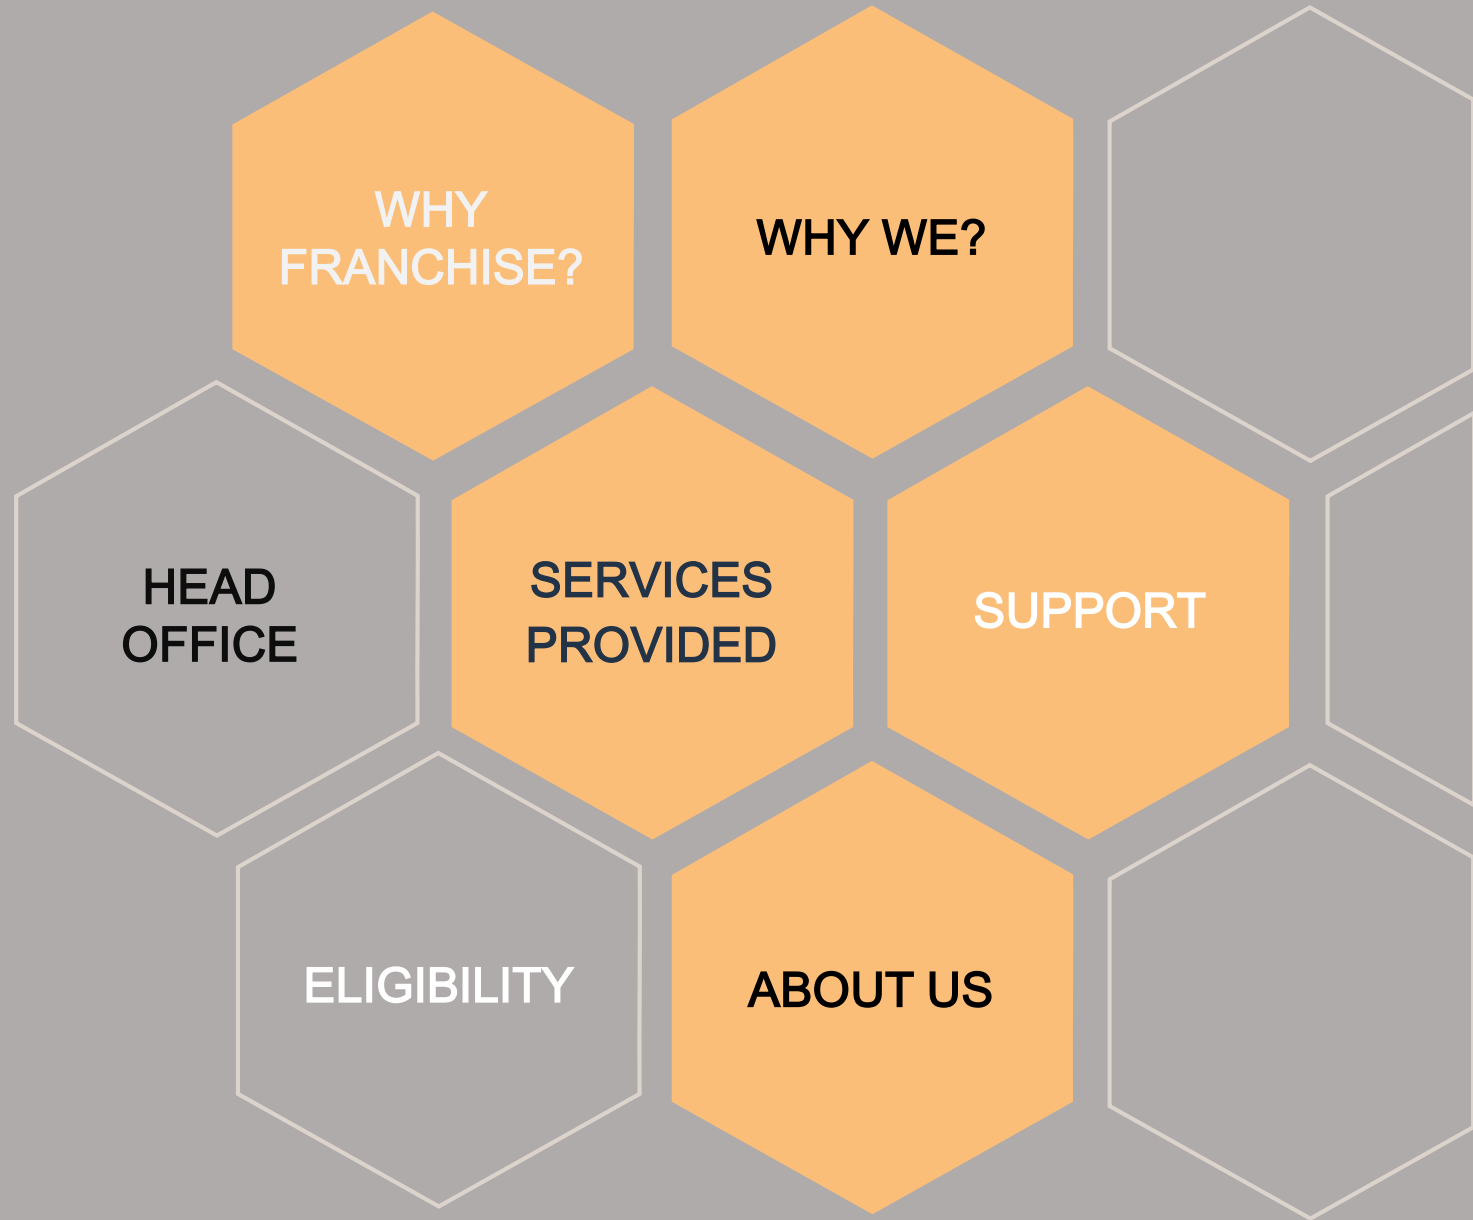 WHY
FRANCHISE?
WHY WE?
HEAD
OFFICE
SERVICES
PROVIDED
SUPPORT
ELIGIBILITY
ABOUT US